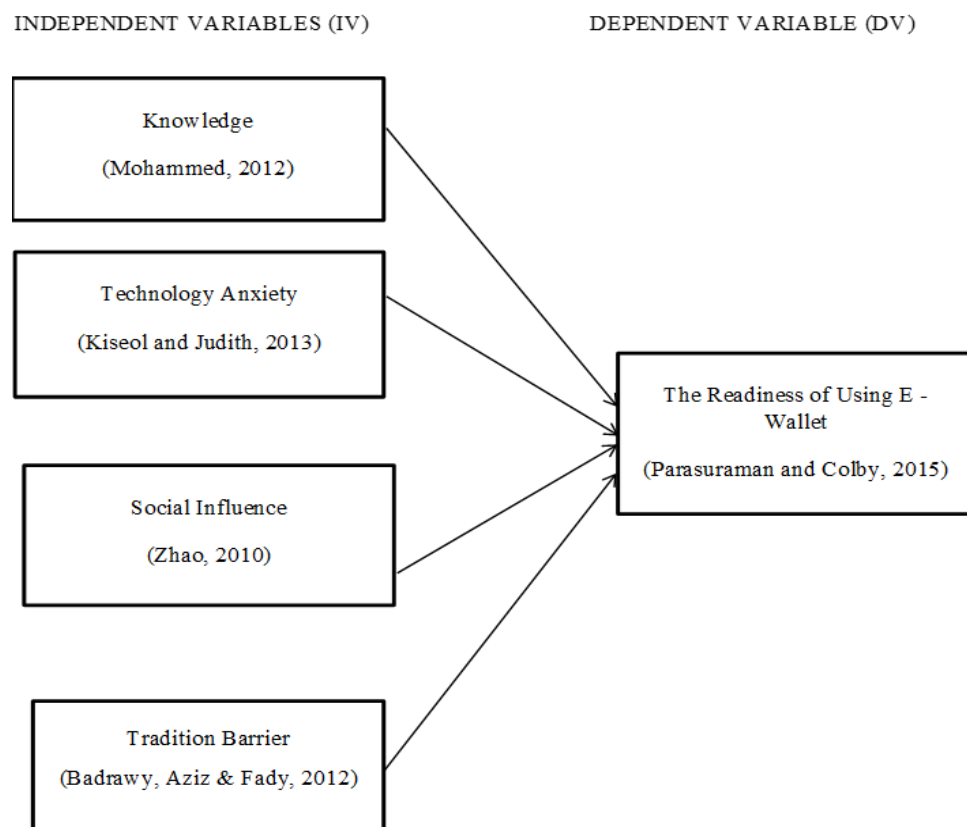 INDEPENDENT VARIABLES (IV)
DEPENDENT VARIABLE (DV)
Knowledge
(Mohammed, 2012)
Technology Anxiety
(Kiseol and Judith, 2013)
Social Influence
(Zhao, 2010)
Tradition Barrier
(Badrawy, Aziz & Fady, 2012)
The Readiness of Using E -
Wallet
(Parasuraman and Colby, 2015)